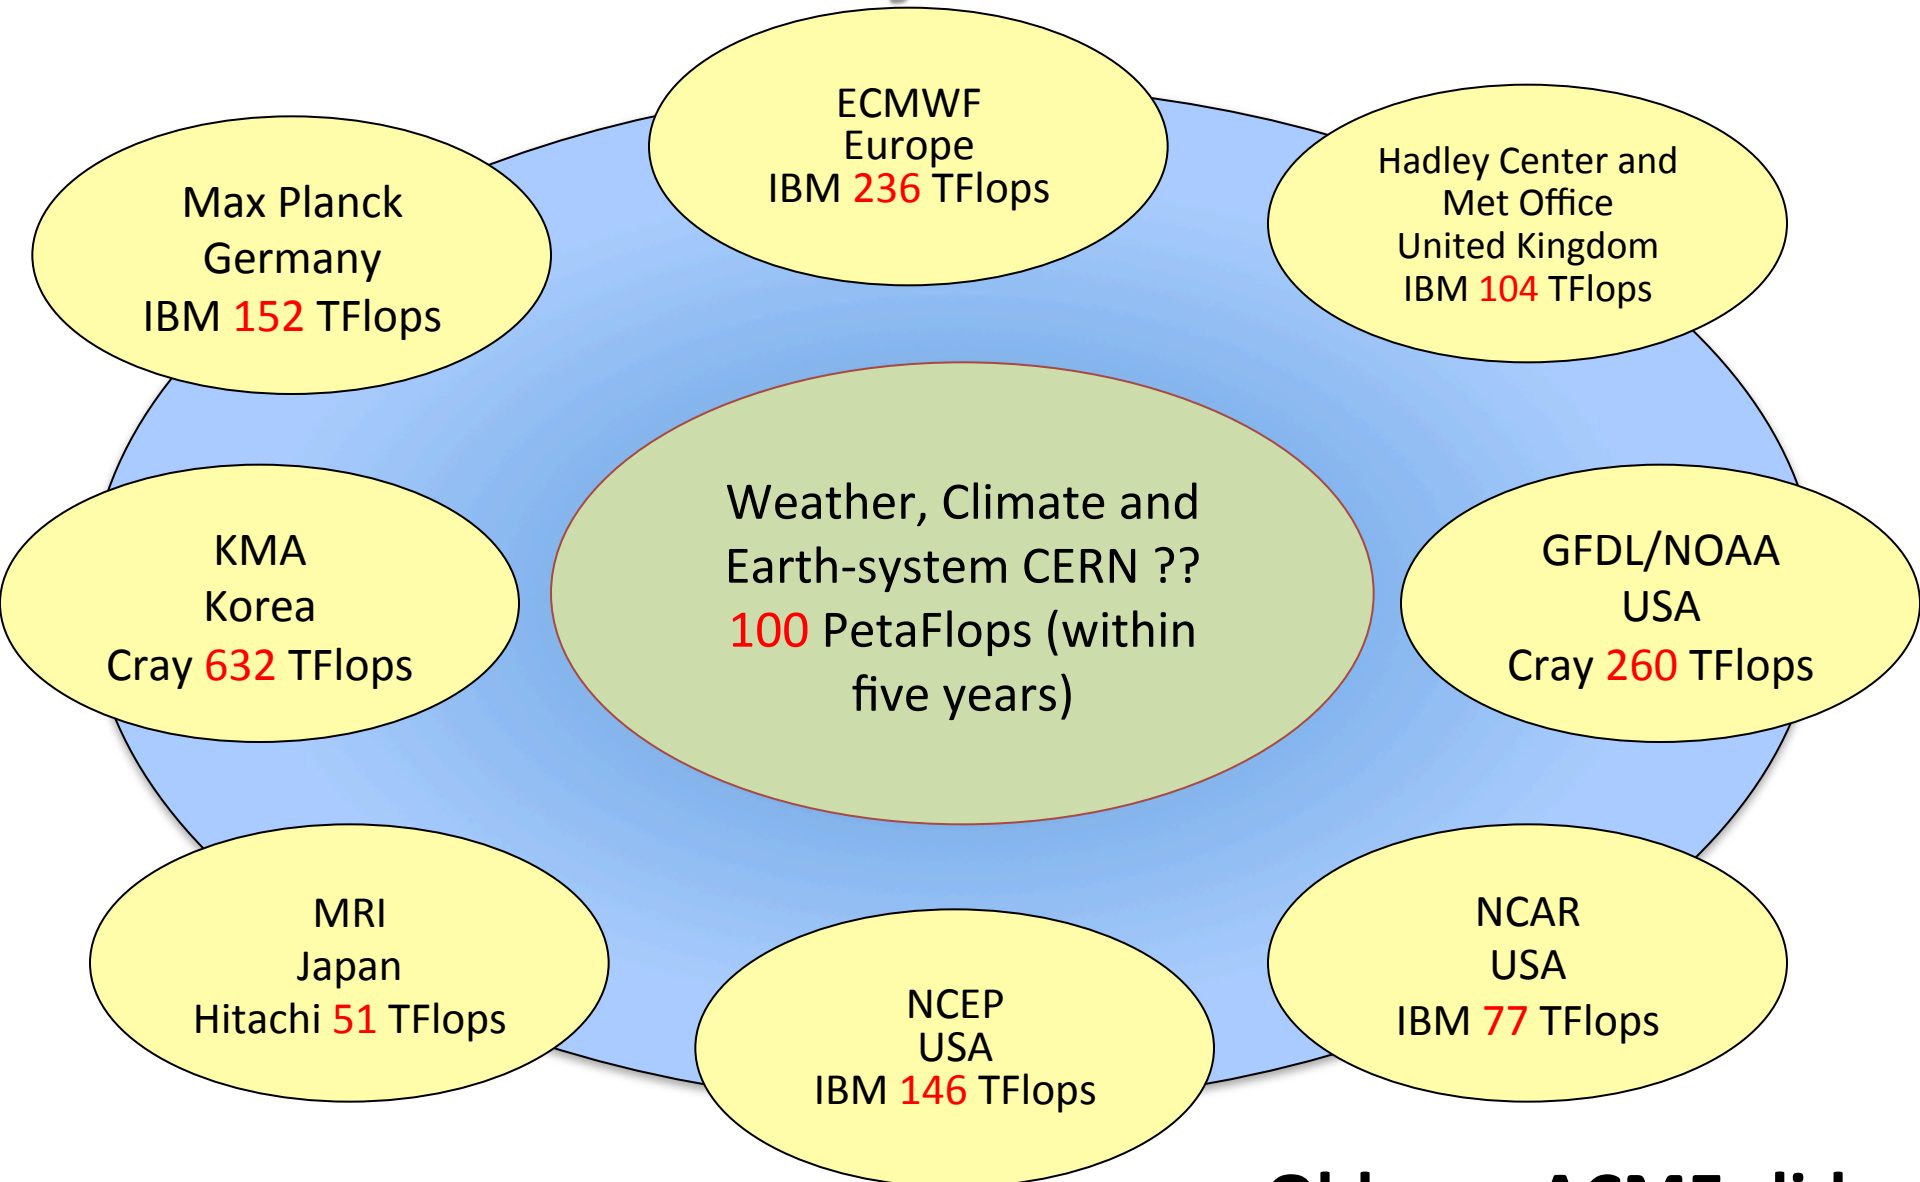 ECMWF
Europe
IBM 236 TFlops
Max Planck
Germany
IBM 152 TFlops
Hadley Center and
Met Office
United Kingdom
IBM 104 TFlops
Weather, Climate and
Earth-system CERN ??
100 PetaFlops (within
five years)
KMA
Korea
Cray 632 TFlops
GFDL/NOAA
USA
Cray 260 TFlops
MRI
Japan
Hitachi 51 TFlops
NCEP
USA
IBM 146 TFlops
NCAR
USA
IBM 77 TFlops